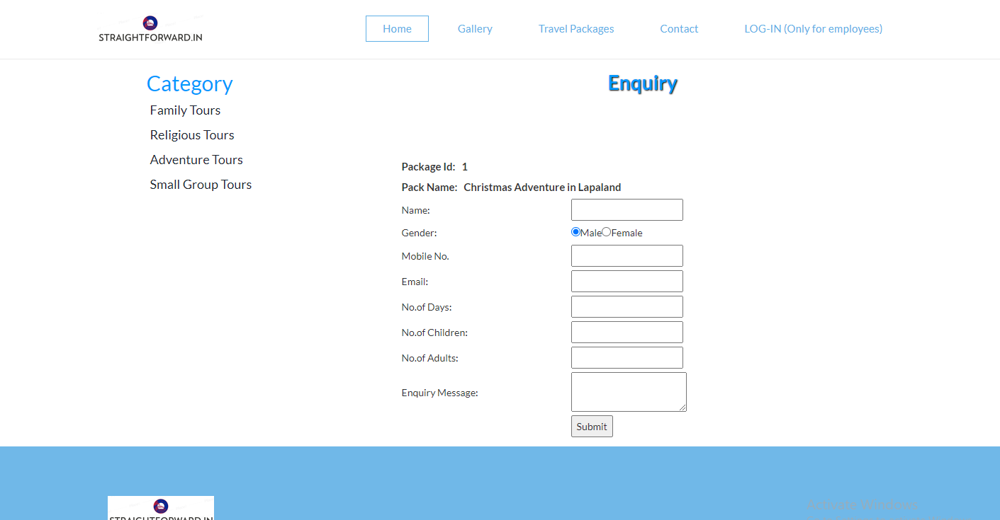 STRAIGHTFORWARD.IN
Home Gallery Travel Packages Contact LOG-IN (Only for employees)
Category
Family Tours
Religious Tours
Adventure Tours
Small Group Tours
Enquiry
Package Id: 1
Pack Name: Christmas Adventure in Lapaland
Name:
Gender: Male Female
Mobile No.
Email:
No.of Days:
No.of Children:
No.of Adults:
Enquiry Message:
Submit
STRAIGHTFORWARD.IN
Activate Windows